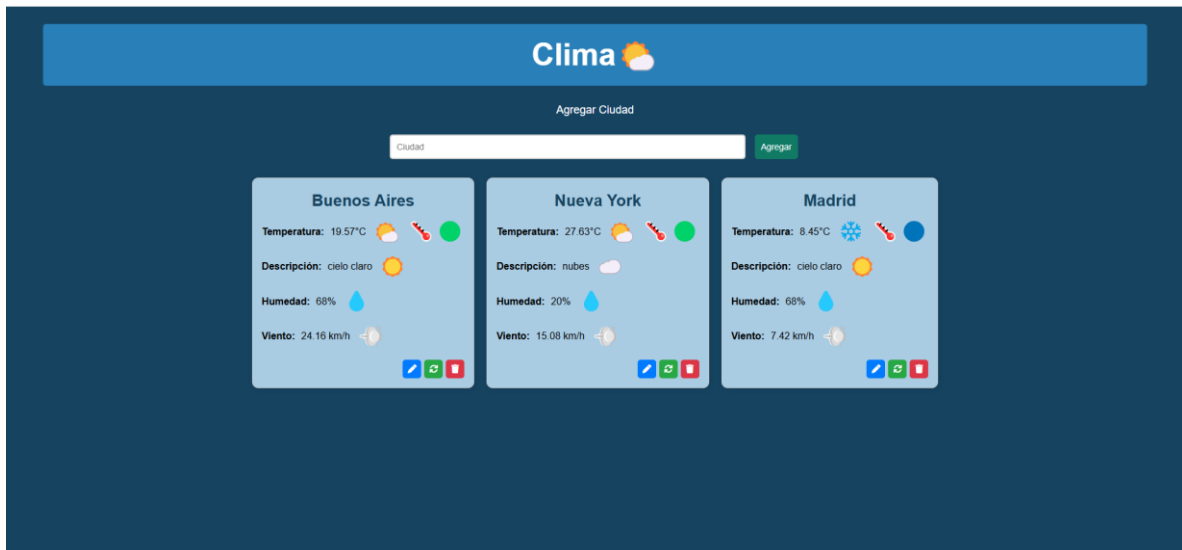 Clima
Agregar Ciudad
Ciudad
Agregar
Buenos Aires
Temperatura: 19.57°C
Descripción: cielo claro
Humedad: 68%
Viento: 24.16 km/h
Nueva York
Temperatura: 27.63°C
Descripción: nubes
Humedad: 20%
Viento: 15.08 km/h
Madrid
Temperatura: 8.45°C
Descripción: cielo claro
Humedad: 68%
Viento: 7.42 km/h